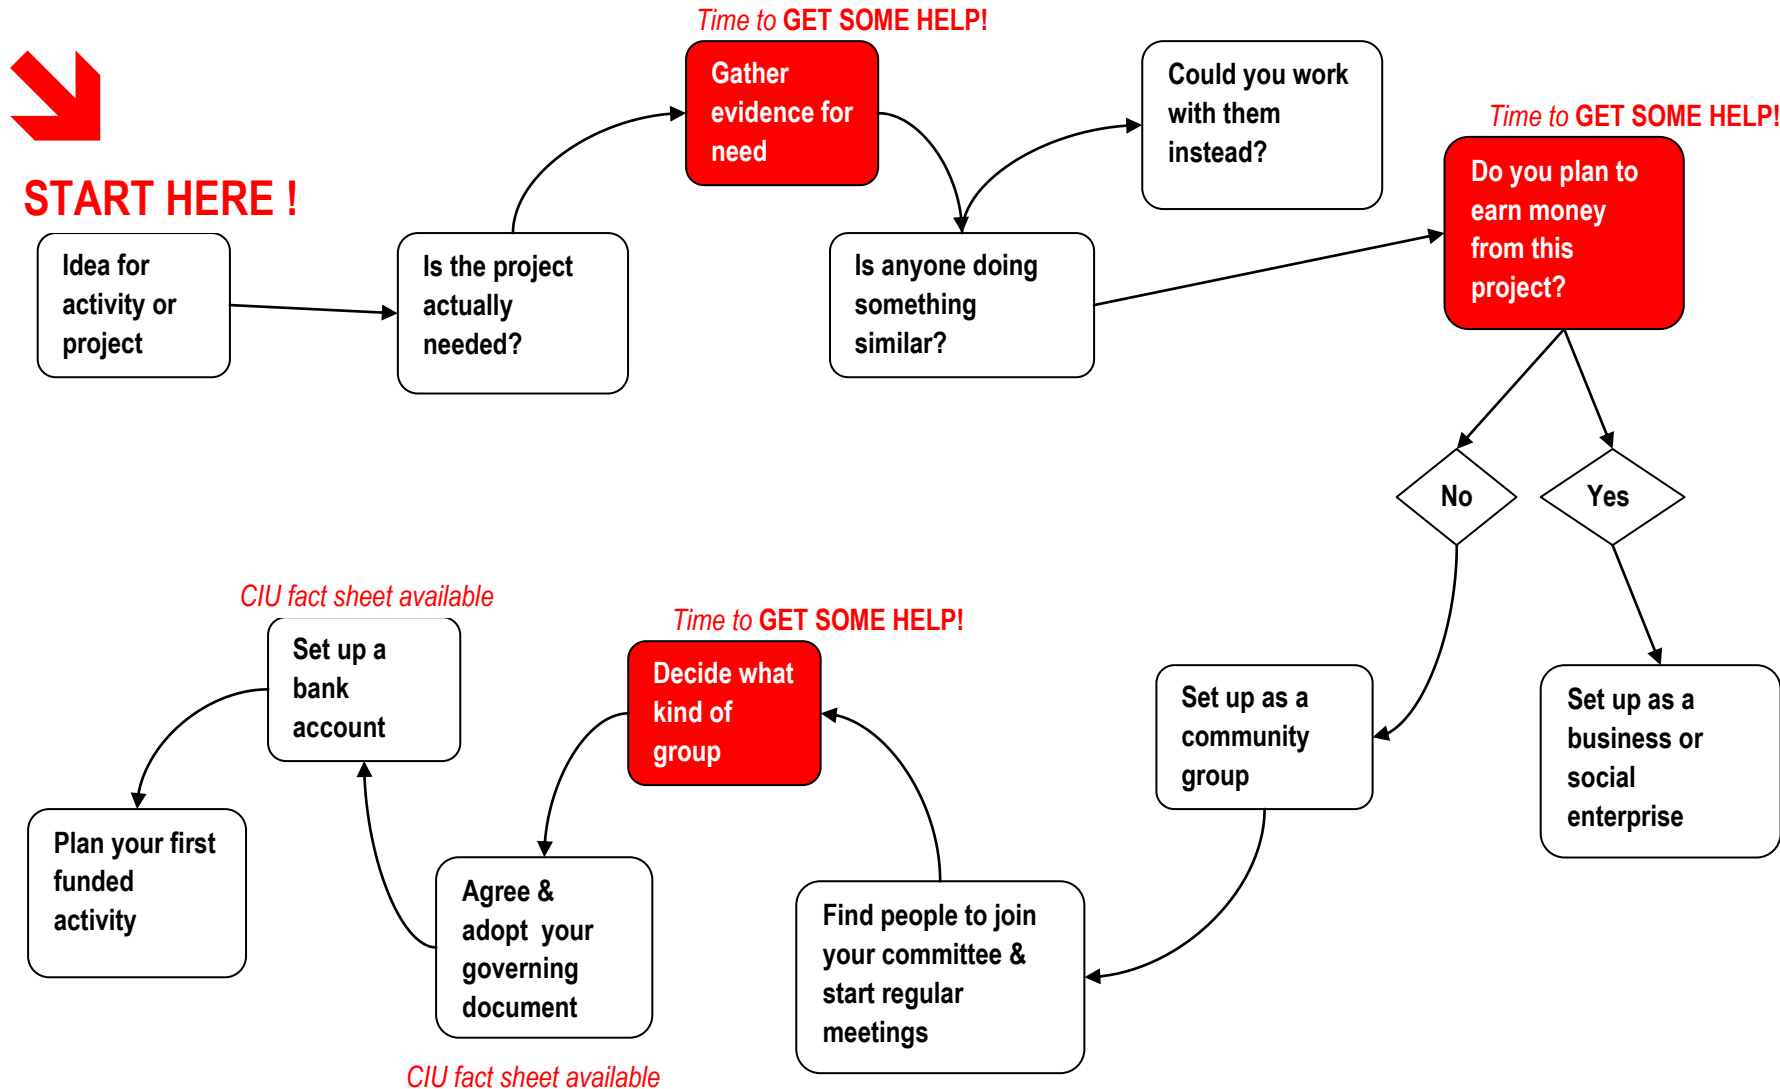 START HERE !
Idea for
activity or
project
Is the project
actually
needed?
Time to GET SOME HELP!
Gather
evidence for
need
Is anyone doing
something
similar?
Could you work
with them
instead?
Time to GET SOME HELP!
Do you plan to
earn money
from this
project?
No
Yes
Set up as a
business or
social
enterprise
Set up as a
community
group
Find people to join
your committee &
start regular
meetings
Time to GET SOME HELP!
Decide what
kind of
group
Agree &
adopt your
governing
document
CIU fact sheet available
CIU fact sheet available
Set up a
bank
account
Plan your first
funded
activity